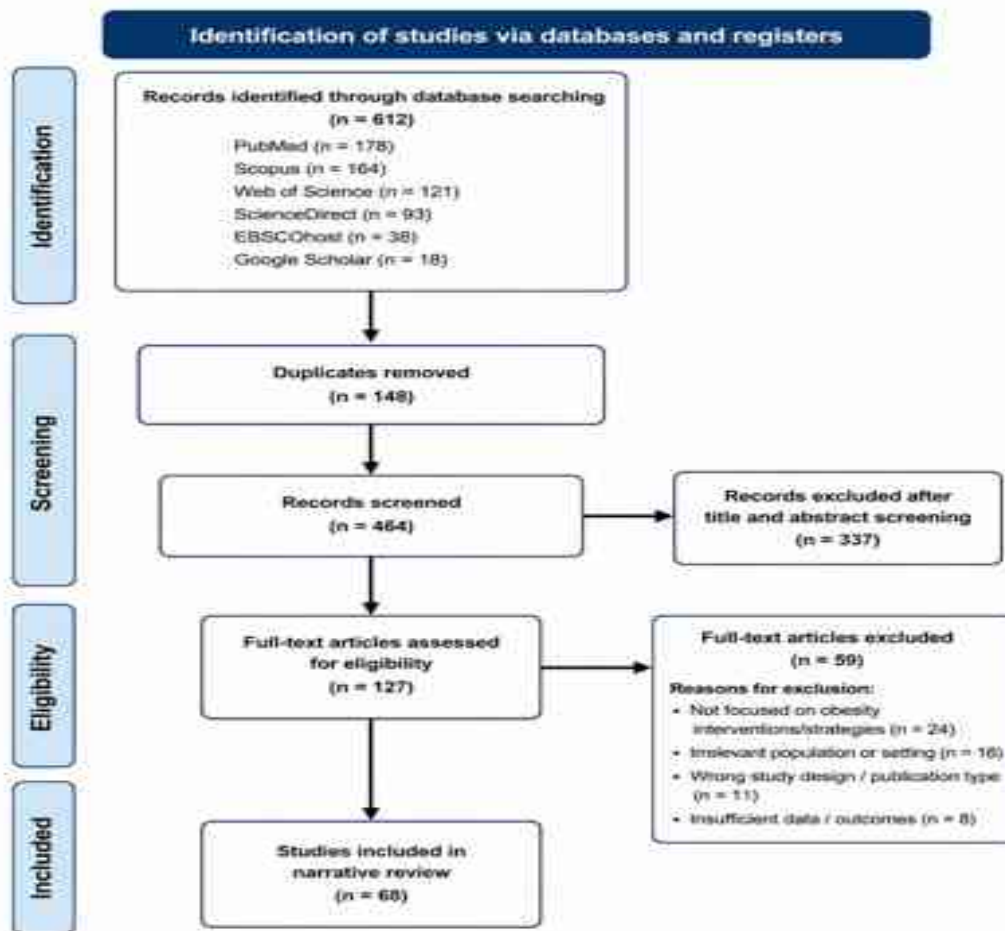 Identification of studies via databases and registers
Identification
Records identified through database searching
(n = 612)
PubMed (n = 178)
Scopus (n = 164)
Web of Science (n = 121)
ScienceDirect (n = 93)
EBSCOhost (n = 38)
Google Scholar (n = 18)
Screening
Duplicates removed
(n = 148)
Records screened
(n = 464)
Records excluded after
title and abstract screening
(n = 337)
Eligibility
Full-text articles assessed
for eligibility
(n = 127)
Full-text articles excluded
(n = 59)
Reasons for exclusion:
• Not focused on obesity
interventions/strategies (n = 24)
• Irrelevant population or setting (n = 16)
• Wrong study design / publication type
(n = 11)
• Insufficient data / outcomes (n = 8)
Included
Studies included in
narrative review
(n = 68)